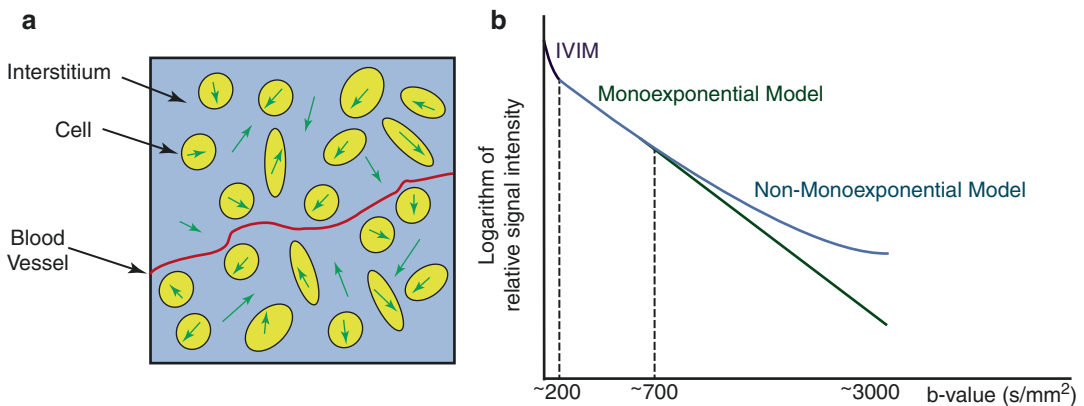 a
Interstitium
Cell
Blood
Vessel
b
IVIM
Monoexponential Model
Non-Monoexponential Model
Logarithm of
relative signal intensity
~200
~700
~3000
b-value (s/mm²)